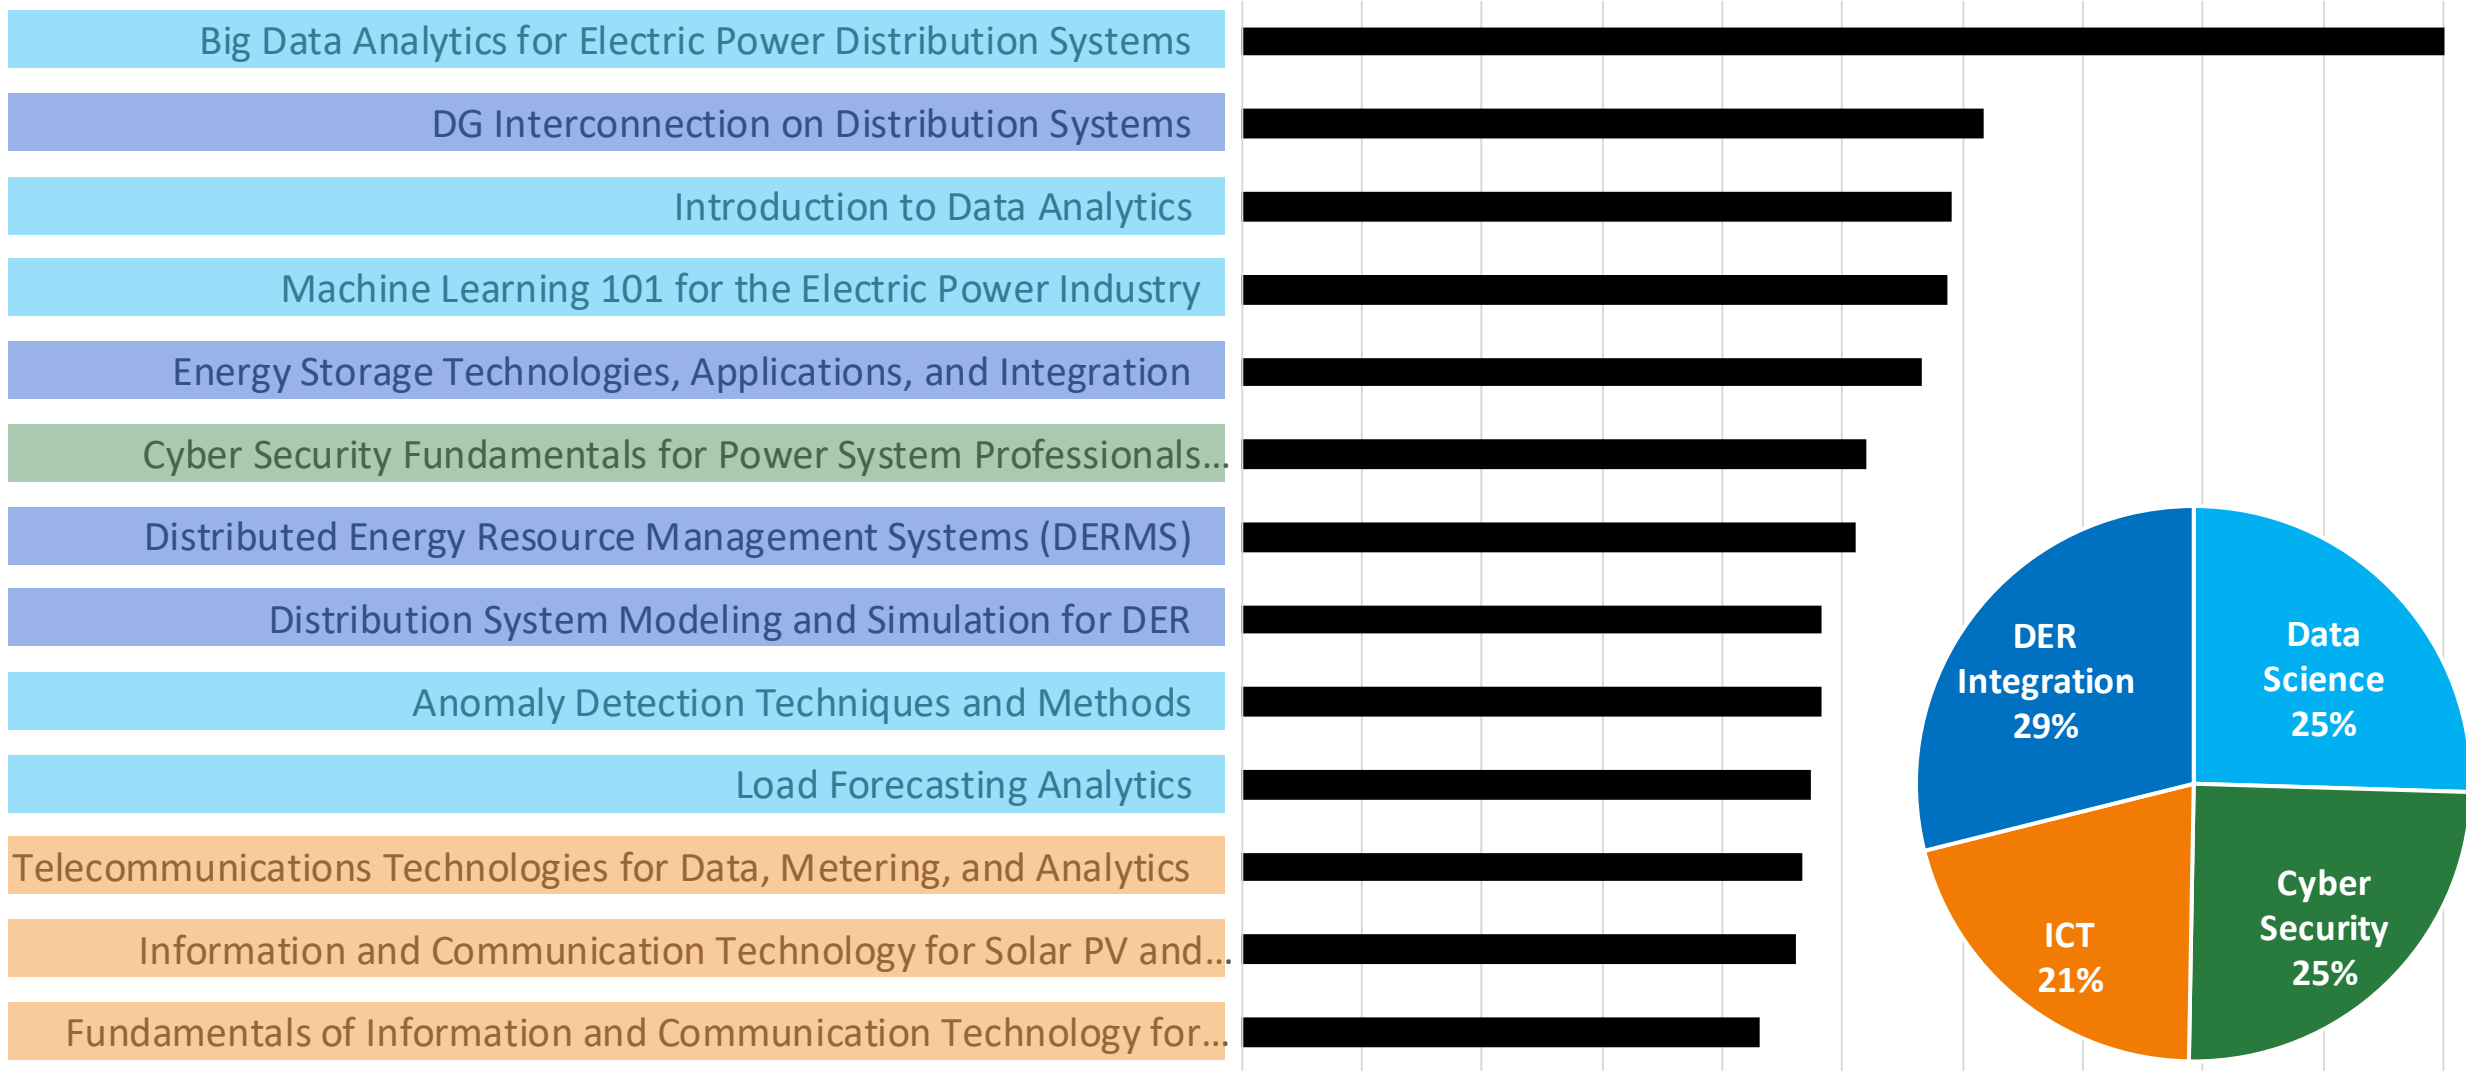 Big Data Analytics for Electric Power Distribution Systems
DG Interconnection on Distribution Systems
Introduction to Data Analytics
Machine Learning 101 for the Electric Power Industry
Energy Storage Technologies, Applications, and Integration
Cyber Security Fundamentals for Power System Professionals...
Distributed Energy Resource Management Systems (DERMS)
Distribution System Modeling and Simulation for DER
Anomaly Detection Techniques and Methods
Load Forecasting Analytics
Telecommunications Technologies for Data, Metering, and Analytics
Information and Communication Technology for Solar PV and...
Fundamentals of Information and Communication Technology for...
DER
Integration
29%
Data
Science
25%
ICT
21%
Cyber
Security
25%